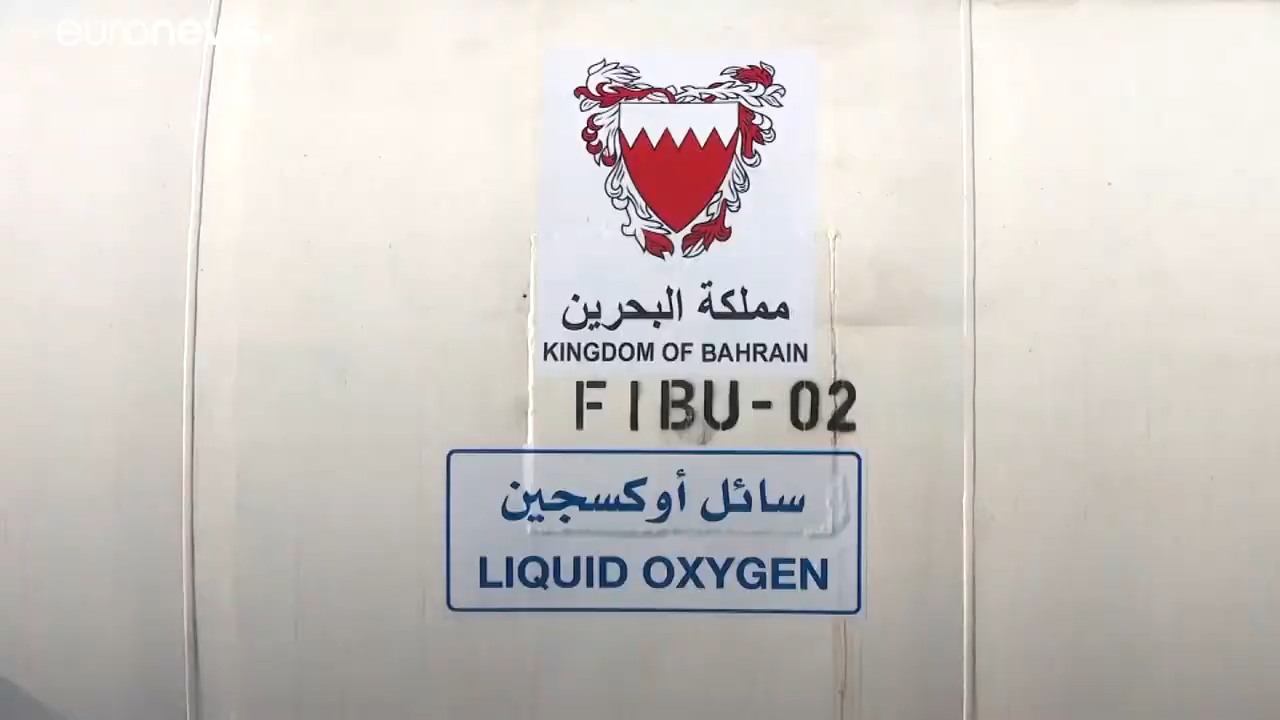 euronews.
مملكة البحرين
KINGDOM OF BAHRAIN
FIBU-02
سائل أوكسجين
LIQUID OXYGEN